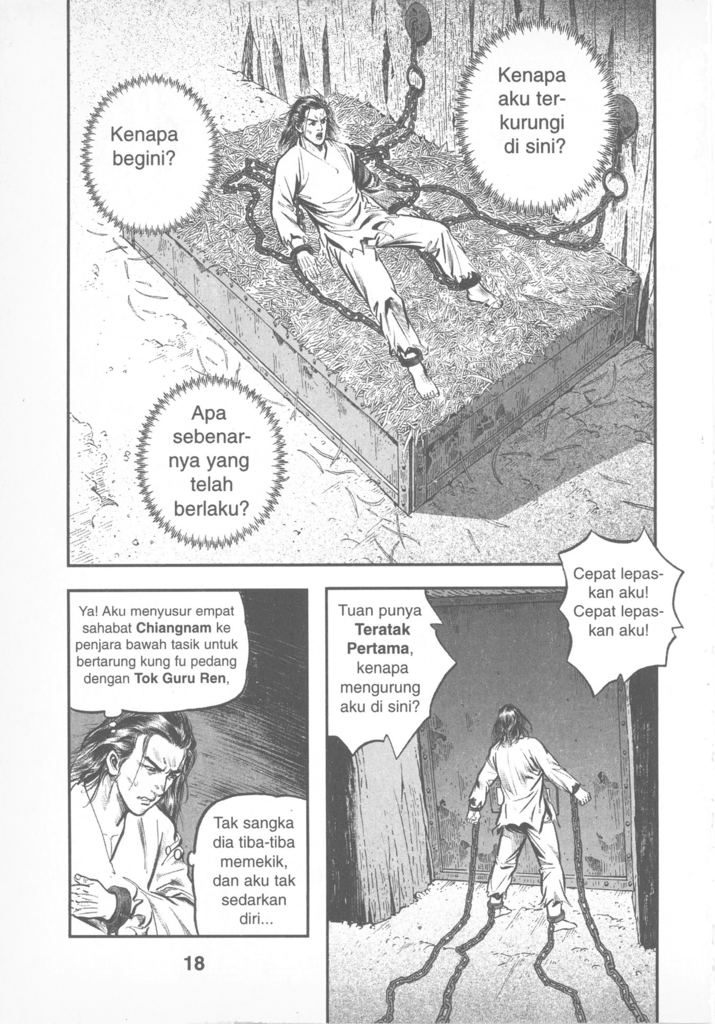 Kenapa
begini?
Kenapa
aku ter-
kurungi
di sini?
Apa
sebenar-
nya yang
telah
berlaku?
Ya! Aku menyusur empat
sahabat Chiangnam ke
penjara bawah tasik untuk
bertarung kung fu pedang
dengan Tok Guru Ren,
Tak sangka
dia tiba-tiba
memekik,
dan aku tak
sedarkan
diri...
Tuan punya
Teratak
Pertama,
kenapa
mengurung
aku di sini?
Cepat lepas-
kan aku!
Cepat lepas-
kan aku!
18